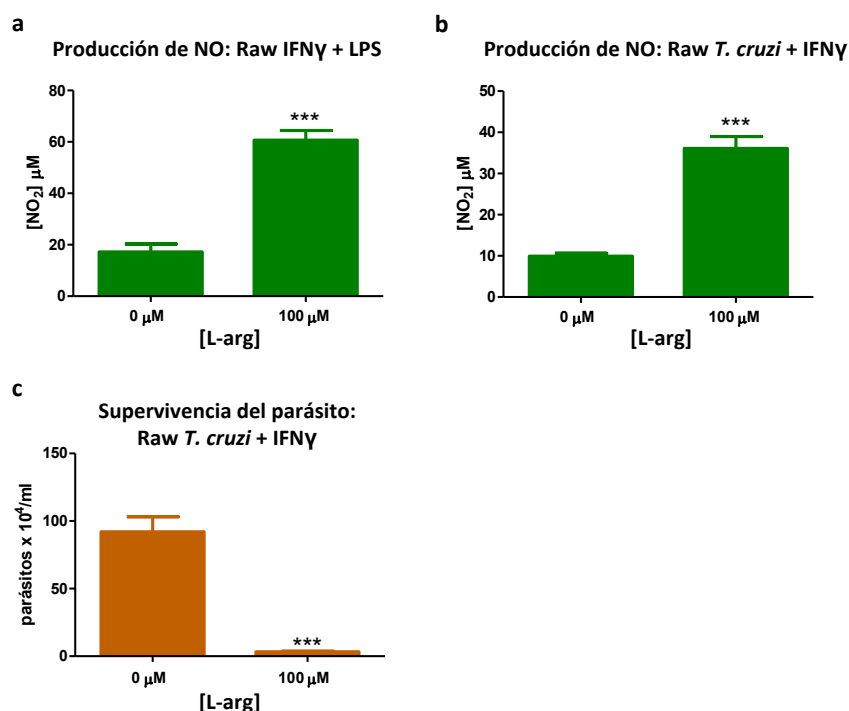 a
Producción de NO: Raw IFNγ + LPS
[NO₂] µM
80
60
40
20
0
***
0 µM
100 µM
[L-arg]
b
Producción de NO: Raw T. cruzi + IFNγ
[NO₂] µM
50
40
30
20
10
0
***
0 µM
100 µM
[L-arg]
c
Supervivencia del parásito:
Raw T. cruzi + IFNγ
parásitos x 10⁴/ml
150
100
50
0
***
0 µM
100 µM
[L-arg]